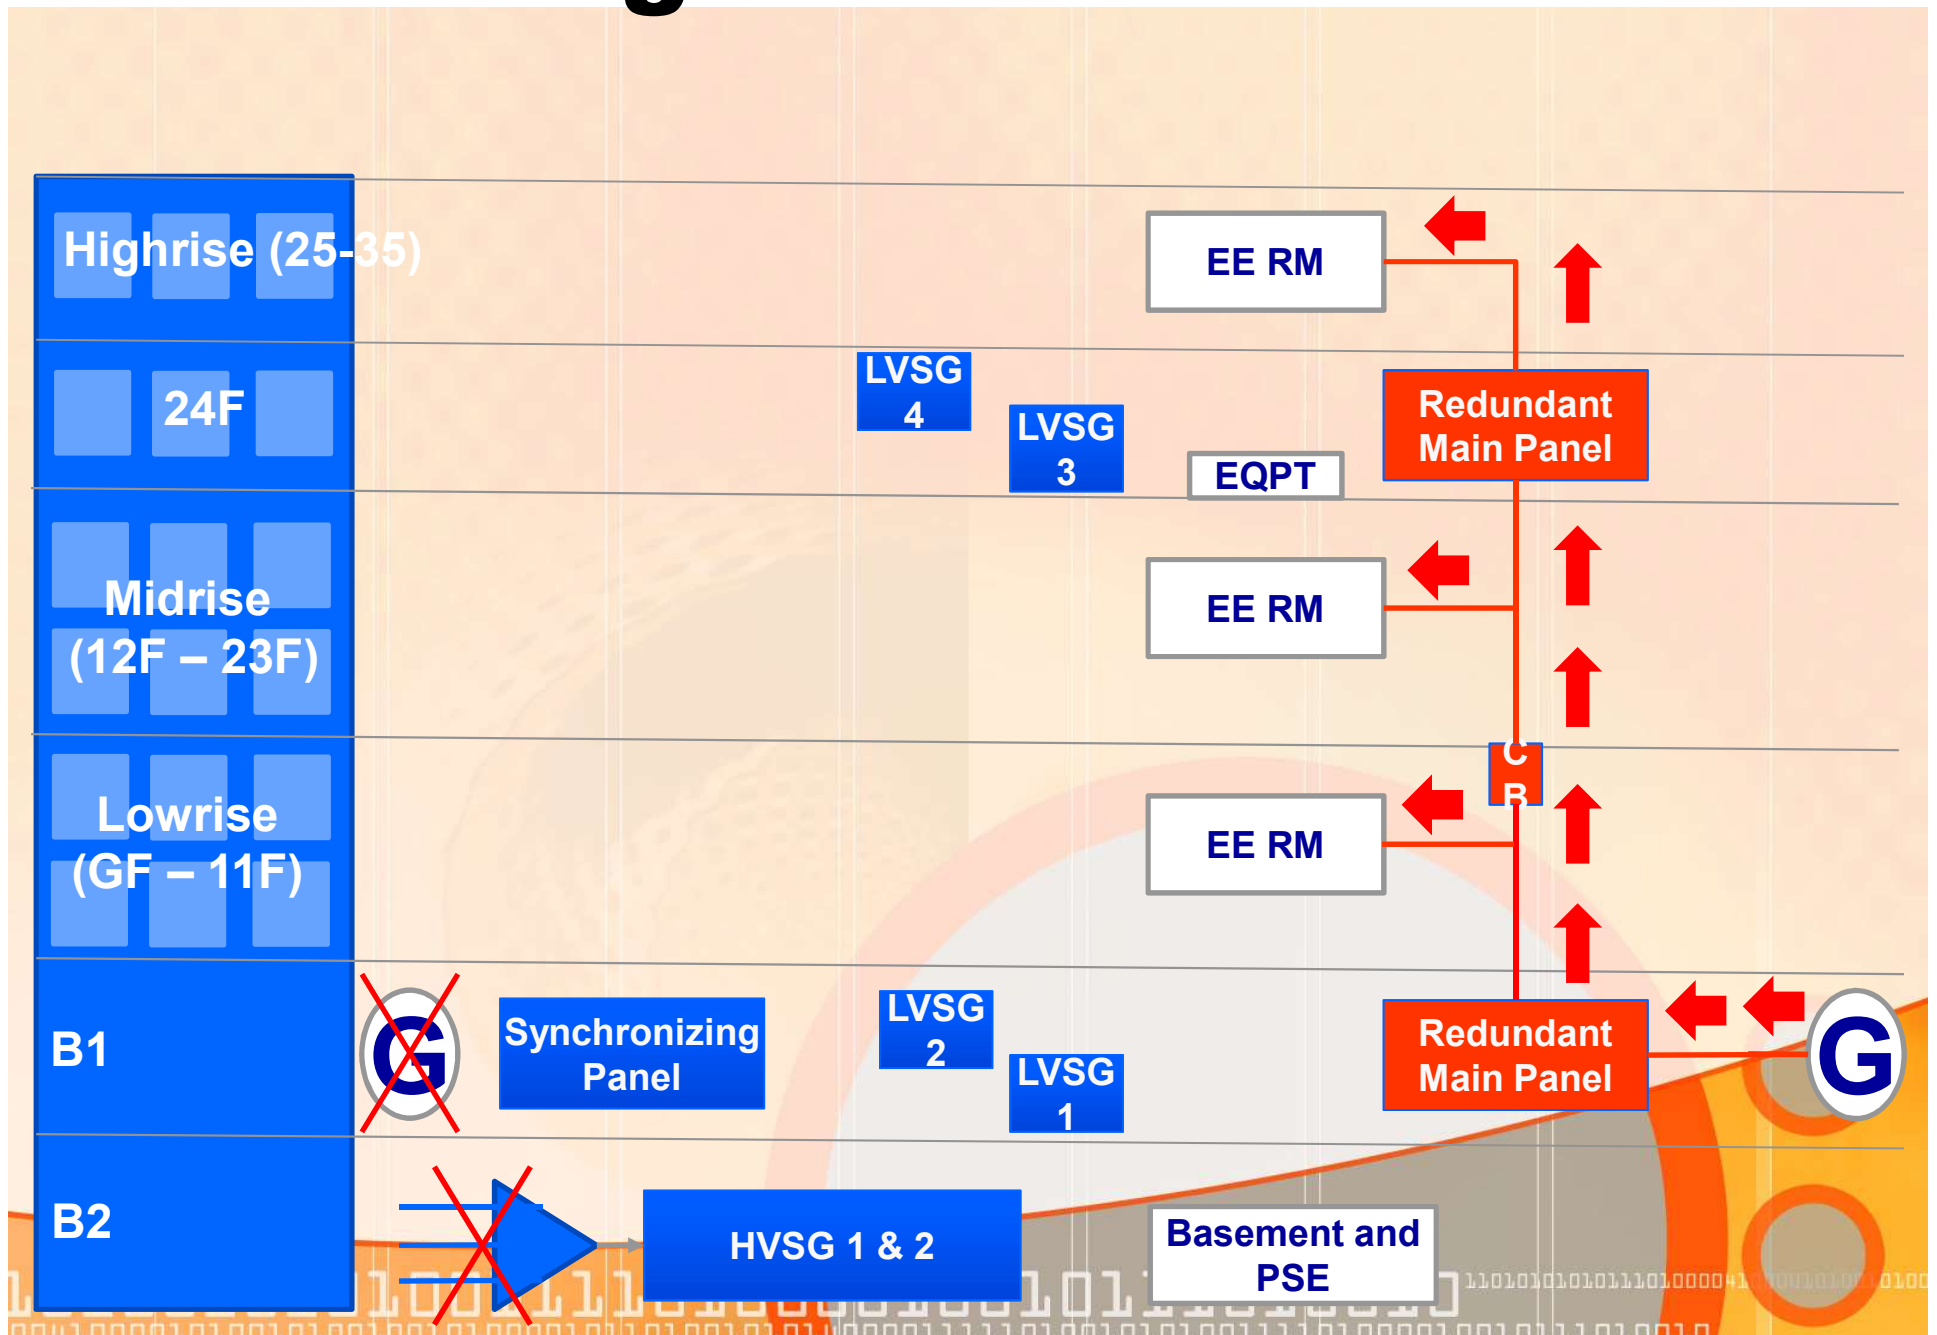 Highrise (25-35)
EE RM
24F
LVSG
4
LVSG
3
EQPT
Redundant
Main Panel
Midrise
(12F – 23F)
EE RM
C
B
Lowrise
(GF – 11F)
EE RM
B1
G
Synchronizing
Panel
LVSG
2
LVSG
1
Redundant
Main Panel
G
B2
HVSG 1 & 2
Basement and
PSE